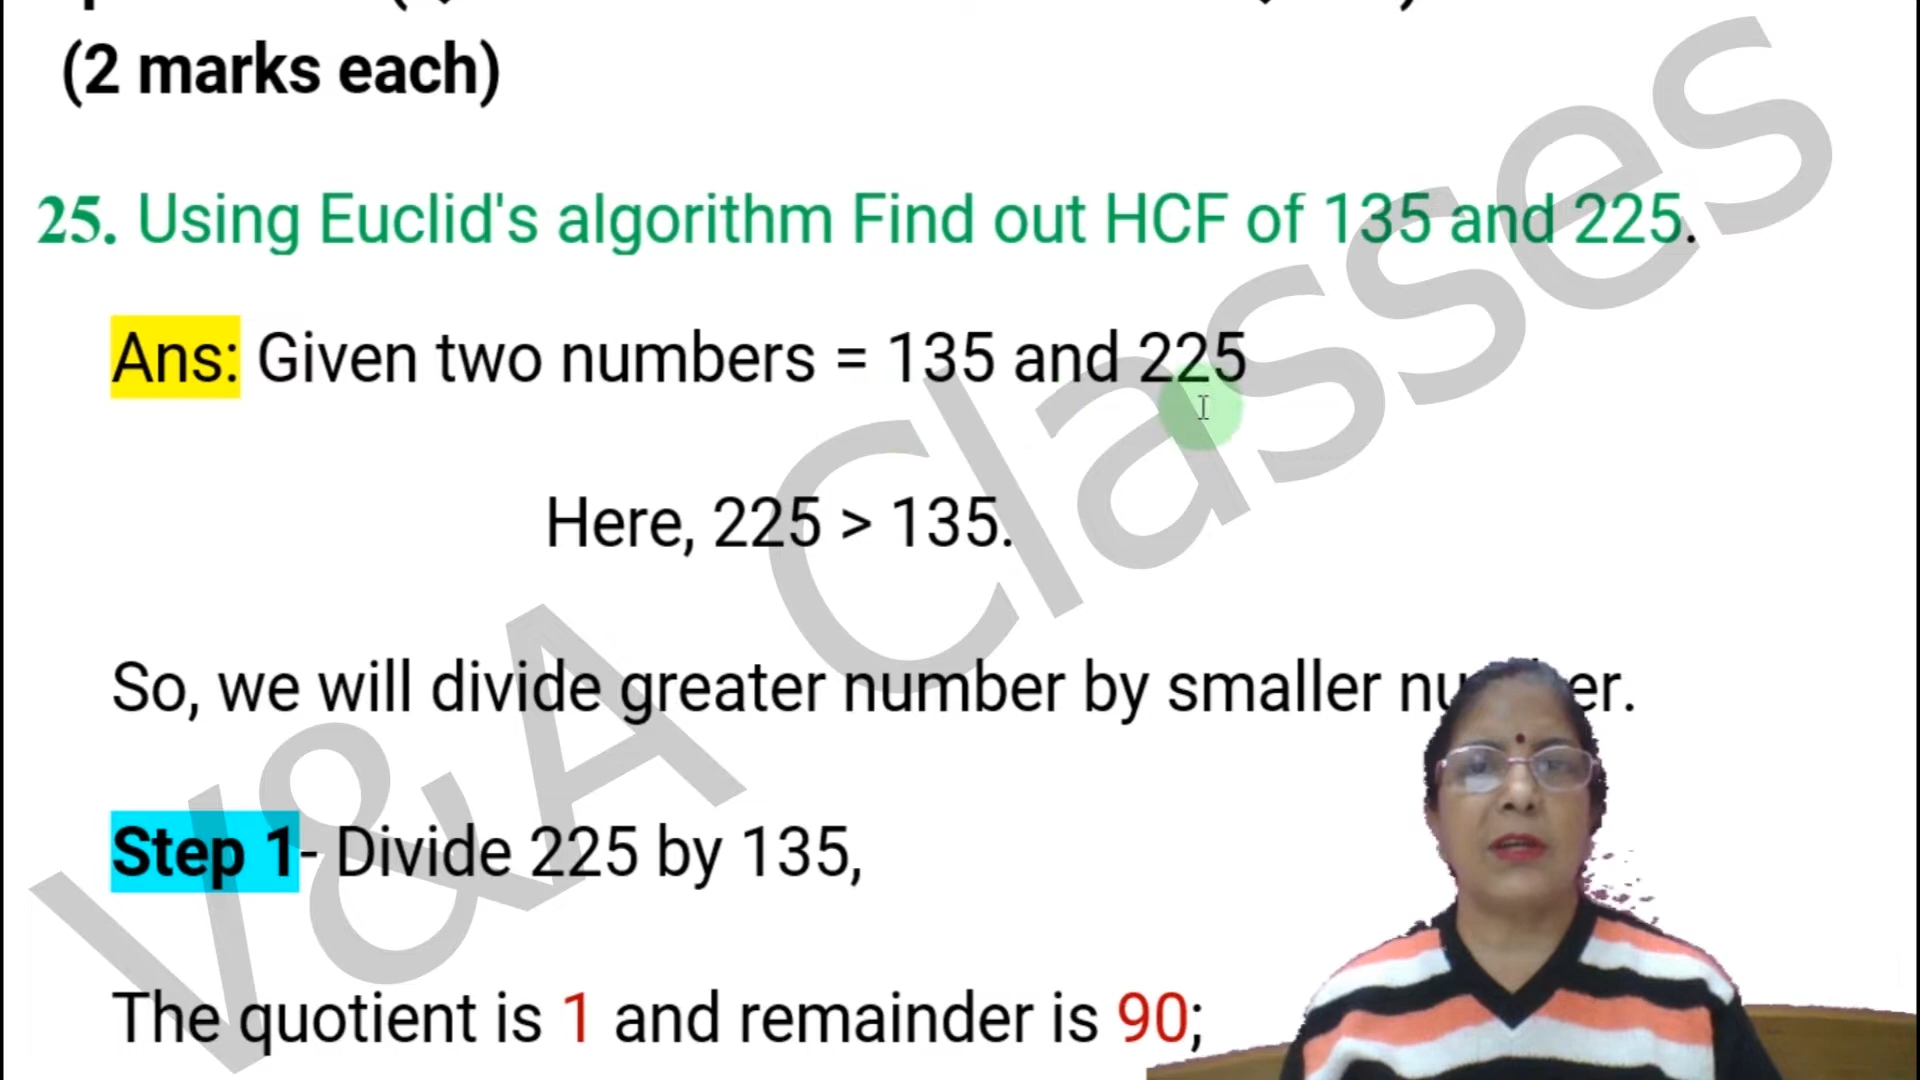 (2 marks each)
25. Using Euclid's algorithm Find out HCF of 135 and 225.
Ans: Given two numbers = 135 and 225
Here, 225 > 135.
So, we will divide greater number by smaller nu er.
Step 1- Divide 225 by 135,
The quotient is 1 and remainder is 90;
V&A Classes